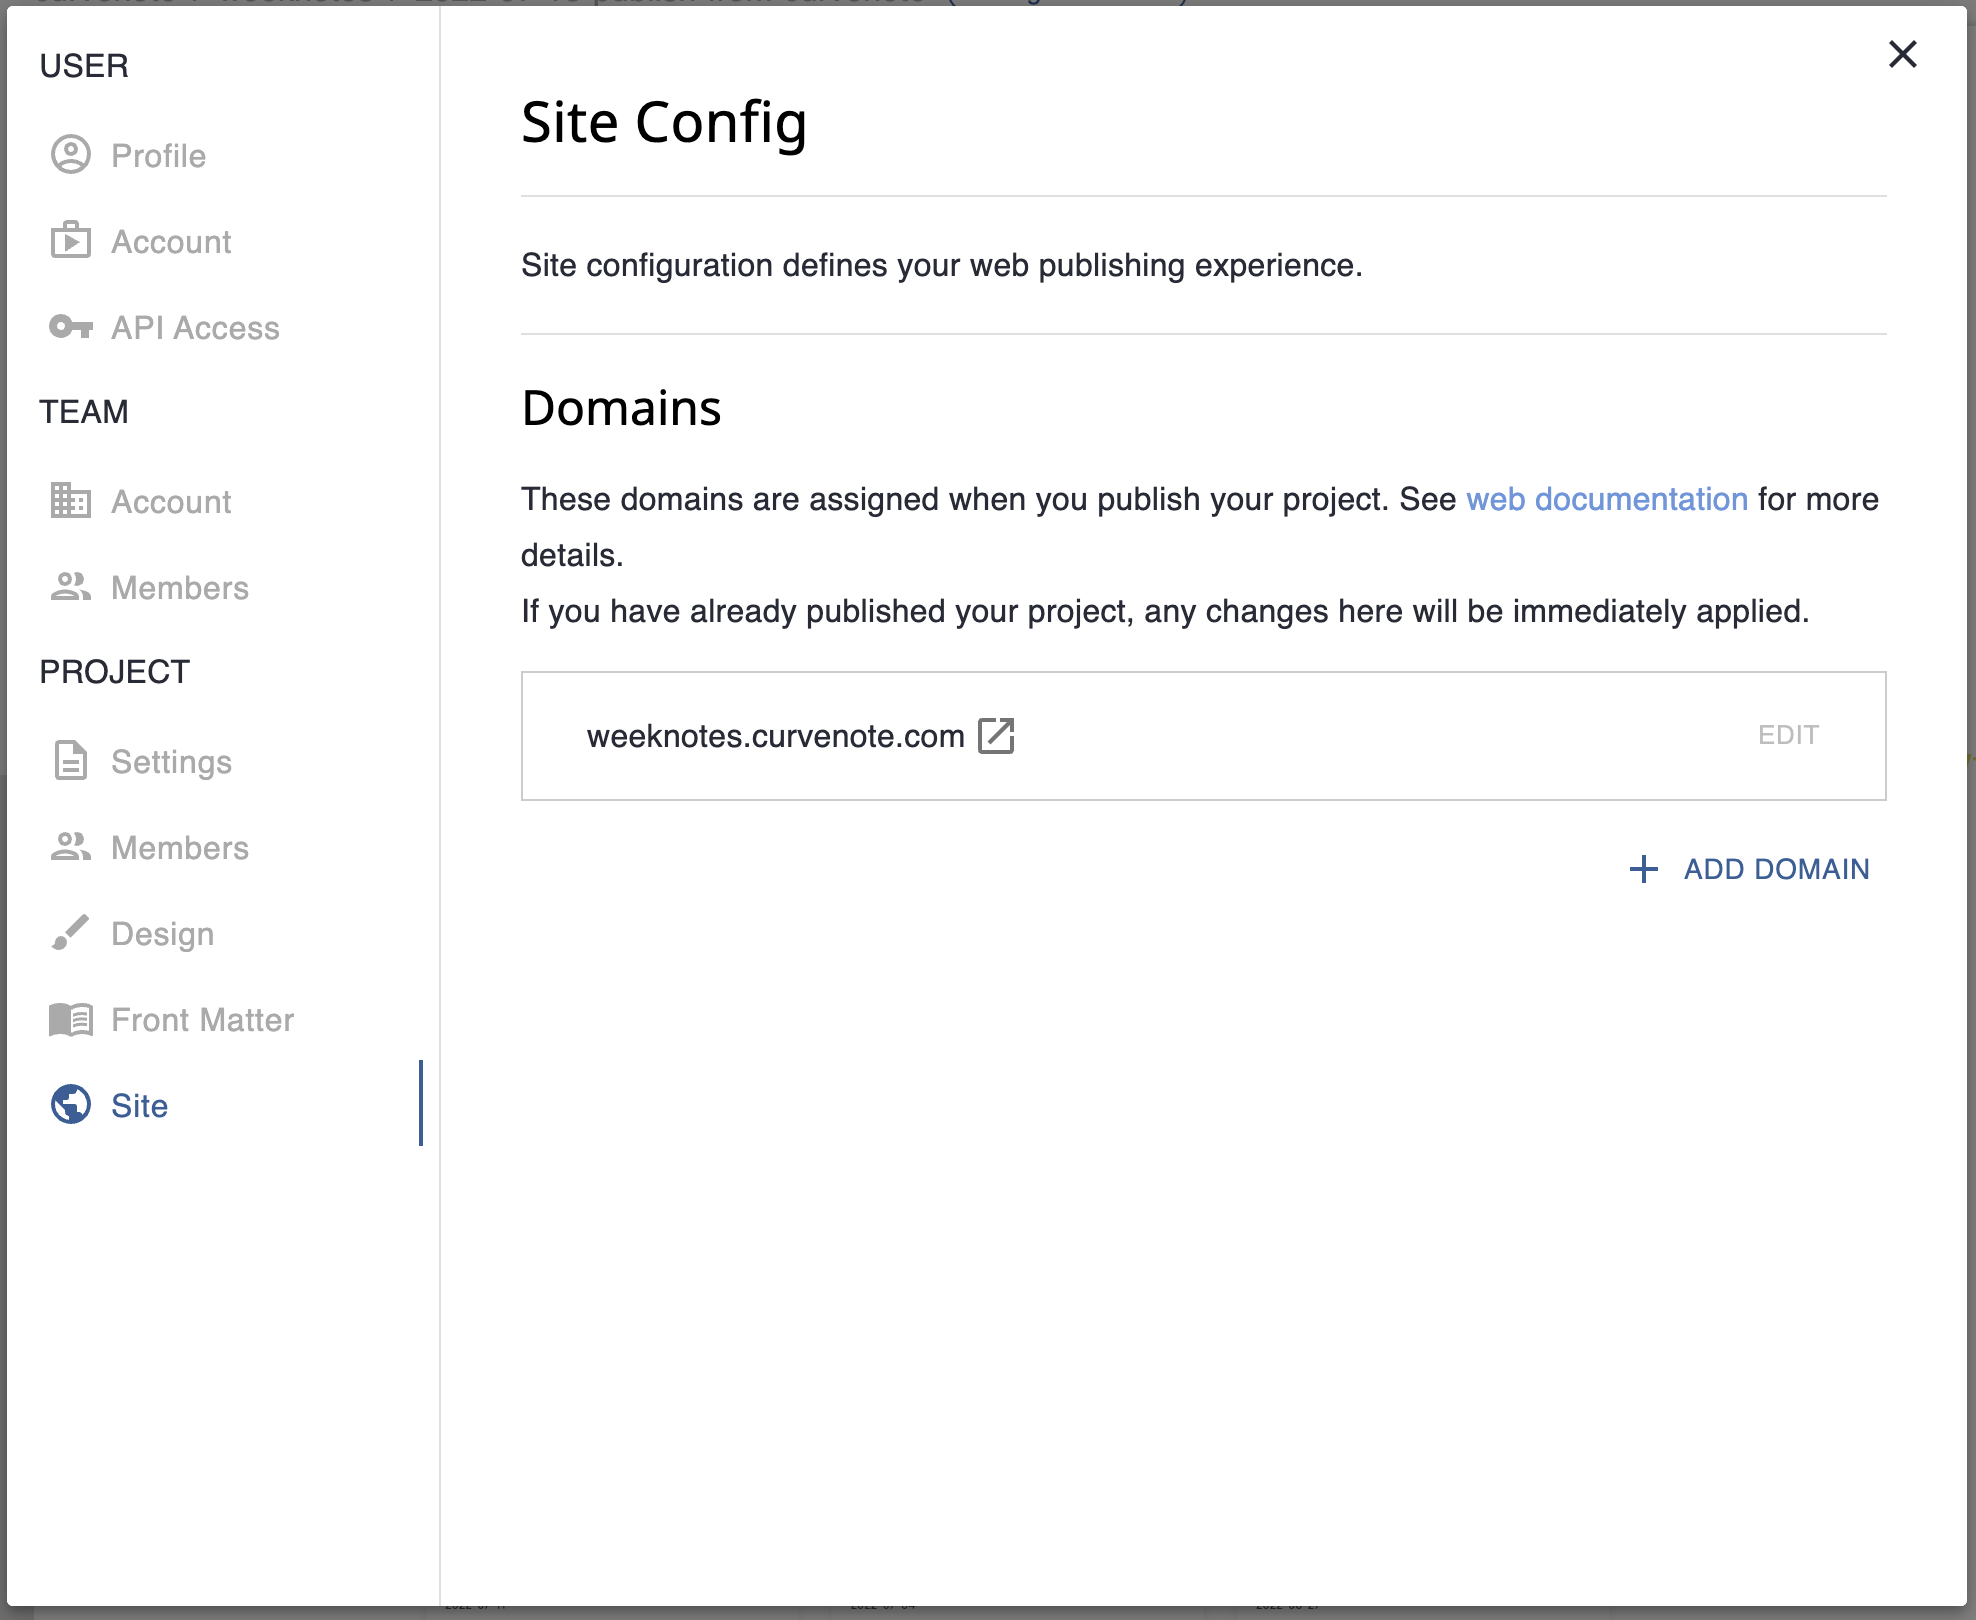 USER
Profile
Account
API Access
TEAM
Account
Members
PROJECT
Settings
Members
Design
Front Matter
Site
Site Config
Site configuration defines your web publishing experience.
Domains
These domains are assigned when you publish your project. See web documentation for more
details.
If you have already published your project, any changes here will be immediately applied.
weeknotes.curvenote.com
EDIT
ADD DOMAIN